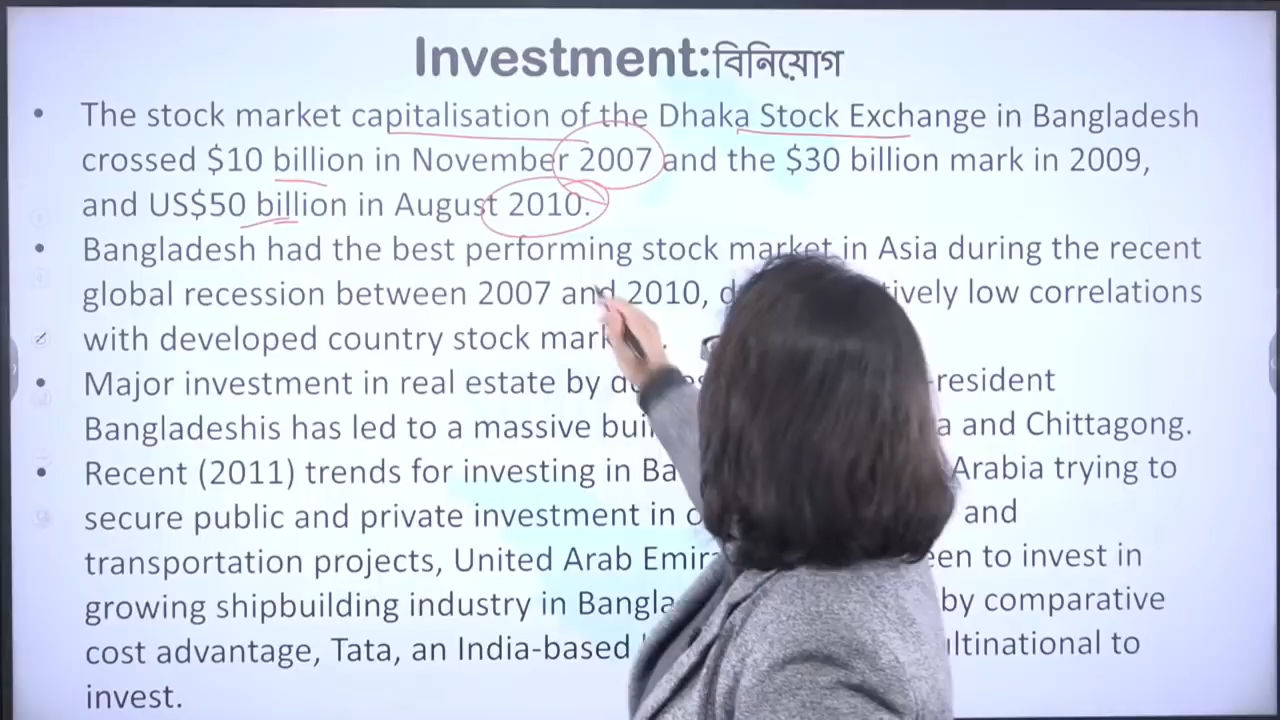 Investment:বিনিয়োগ
• The stock market capitalisation of the Dhaka Stock Exchange in Bangladesh
crossed $10 billion in November 2007 and the $30 billion mark in 2009,
and US$50 billion in August 2010.
• Bangladesh had the best performing stock market in Asia during the recent
global recession between 2007 and 2010, low correlations
with developed country stock
• Major investment in real estate by
Bangladeshis has led to a massive and Chittagong.
• Recent (2011) trends for investing in Arabia trying to
secure public and private investment in and
transportation projects, United Arab to invest in
growing shipbuilding industry in by comparative
cost advantage, Tata, an India-based to
invest.